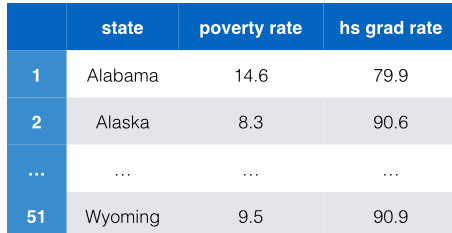 state poverty rate hs grad rate
1 Alabama 14.6 79.9
2 Alaska 8.3 90.6
... ... ... ...
51 Wyoming 9.5 90.9